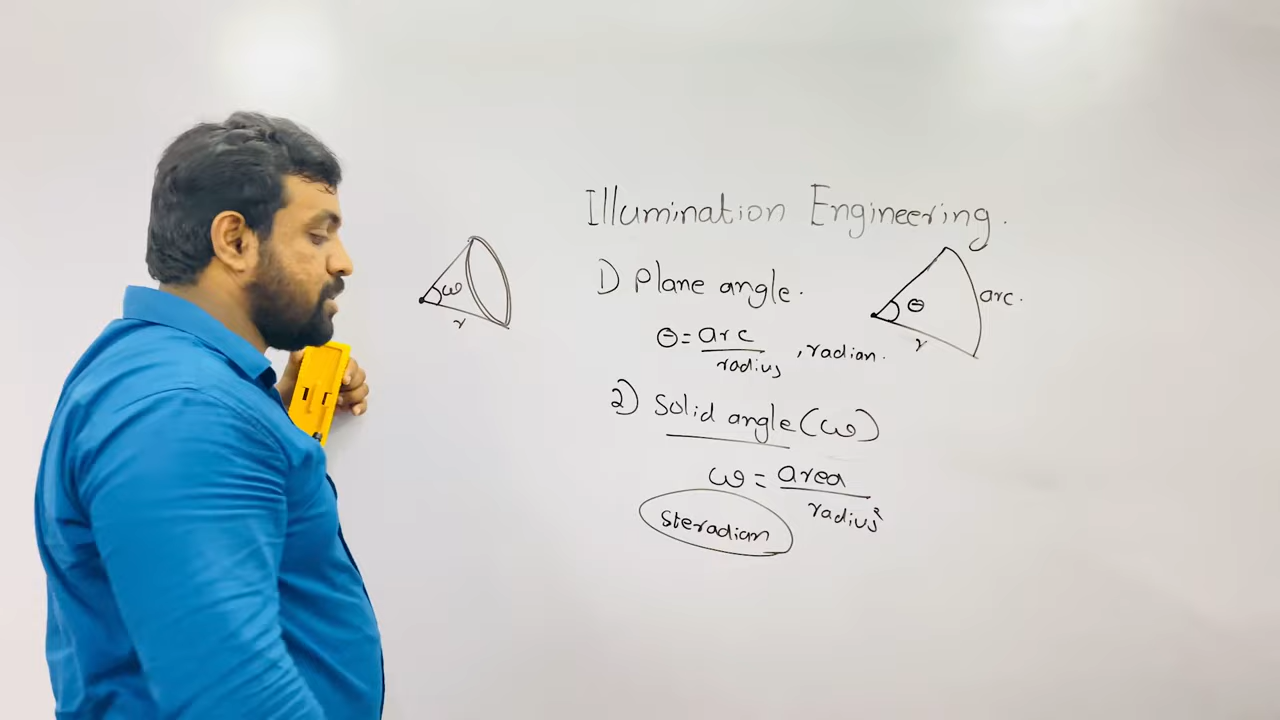 Illumination Engineering.
1) Plane angle.
θ = arc / radius , radian.
θ
arc.
r
2) Solid angle (ω)
ω = area / radius²
steradian
ω
r